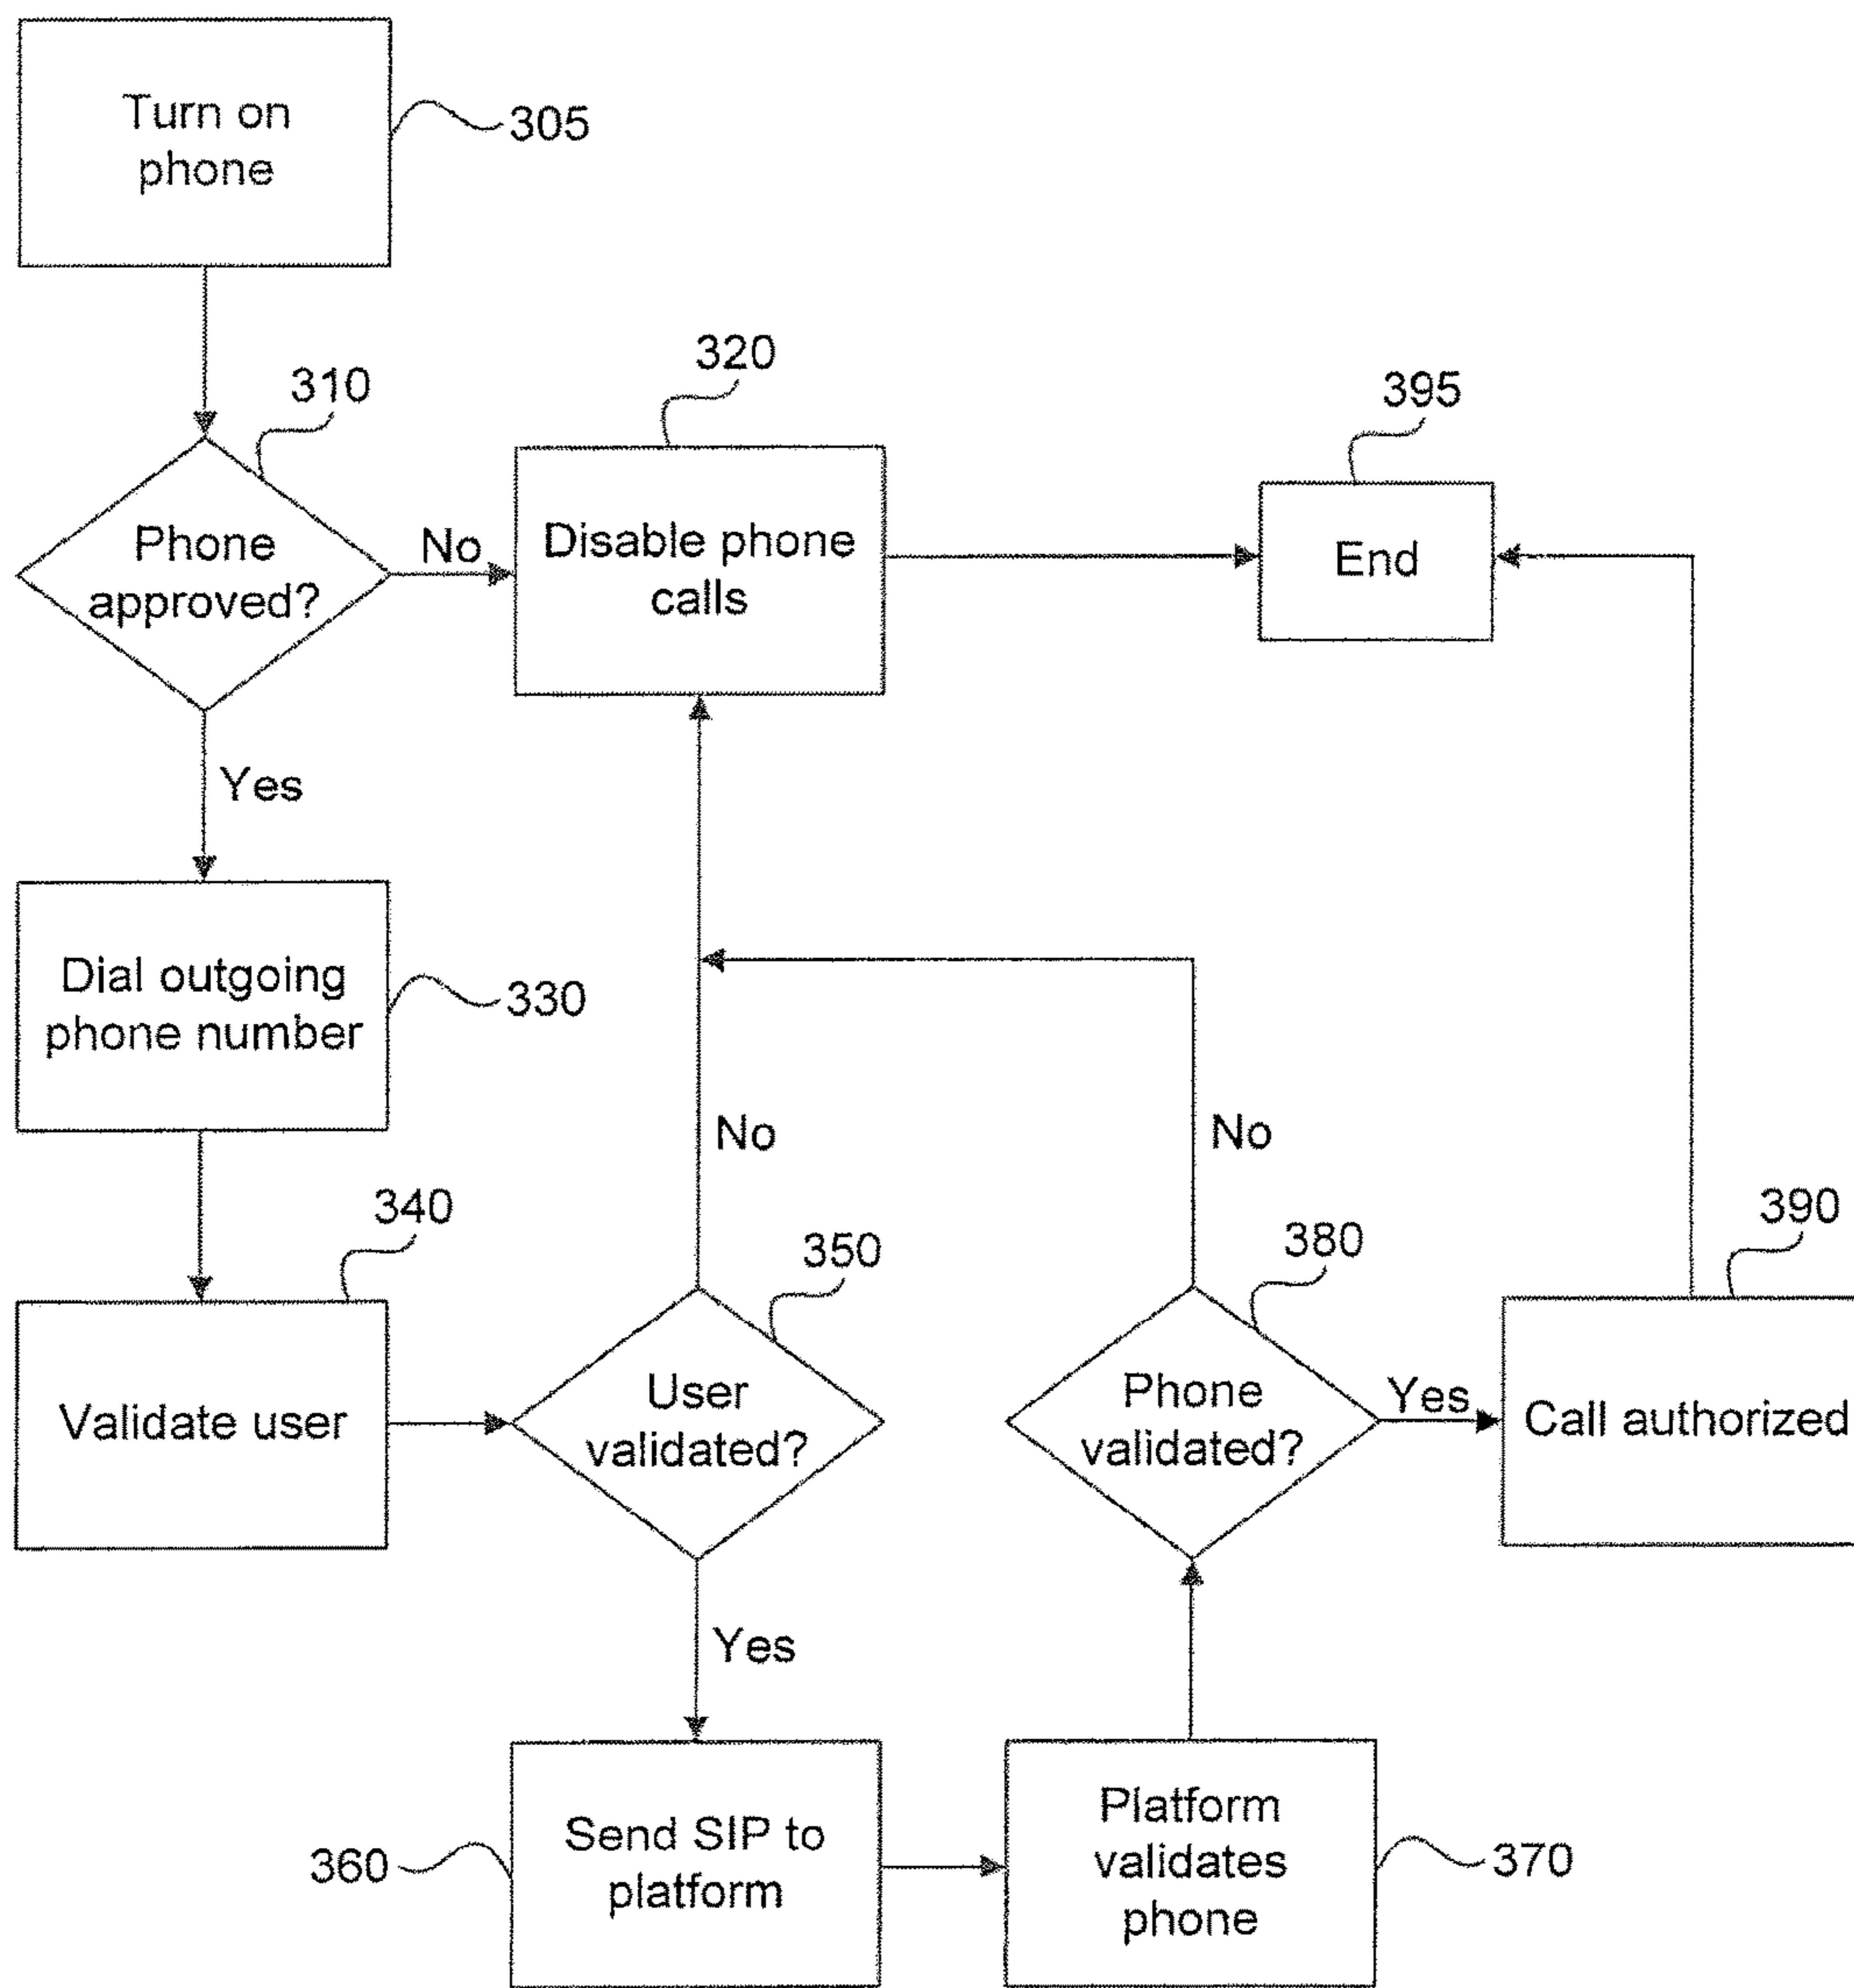 Turn on
phone
305
310
Phone
approved?
No
320
Disable phone
calls
395
End
Yes
Dial outgoing
phone number
330
340
Validate user
350
User
validated?
No
Yes
360
Send SIP to
platform
Platform
validates
phone
370
380
Phone
validated?
No
Yes
390
Call authorized